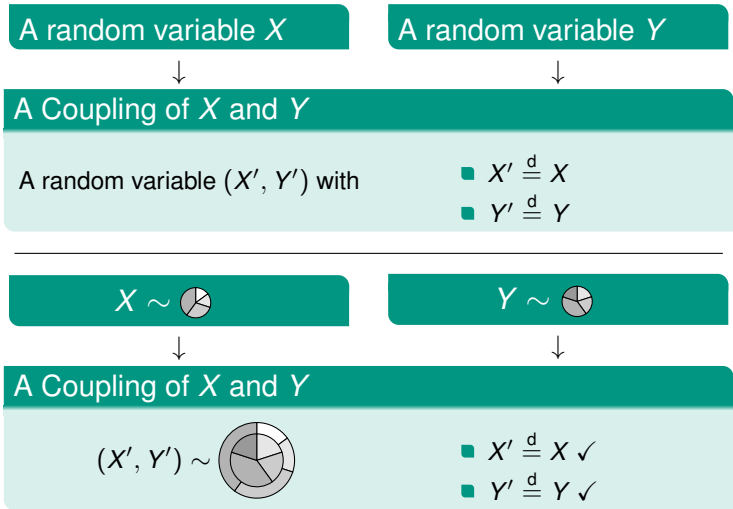 A random variable X
A random variable Y
↓ ↓
A Coupling of X and Y
A random variable (X′, Y′) with
X′ d= X
Y′ d= Y
X ∼
Y ∼
↓ ↓
A Coupling of X and Y
(X′, Y′) ∼
X′ d= X ✓
Y′ d= Y ✓